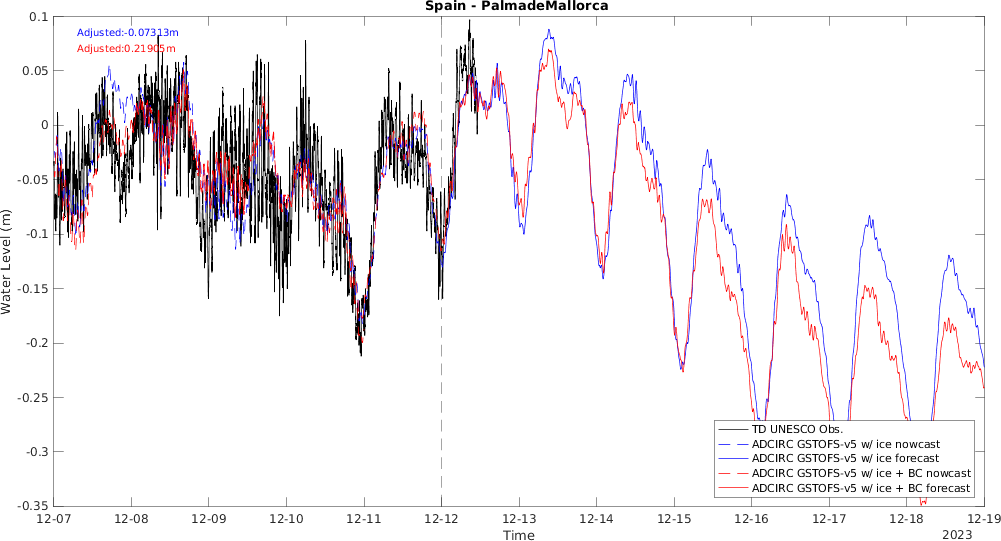 Spain - PalmadeMallorca
Adjusted:-0.07313m
Adjusted:0.21905m
Water Level (m)
0.1
0.05
0
-0.05
-0.1
-0.15
-0.2
-0.25
-0.3
-0.35
TD UNESCO Obs.
ADCIRC GSTOFS-v5 w/ ice nowcast
ADCIRC GSTOFS-v5 w/ ice forecast
ADCIRC GSTOFS-v5 w/ ice + BC nowcast
ADCIRC GSTOFS-v5 w/ ice + BC forecast
12-07 12-08 12-09 12-10 12-11 12-12 12-13 12-14 12-15 12-16 12-17 12-18 12-19
Time
2023